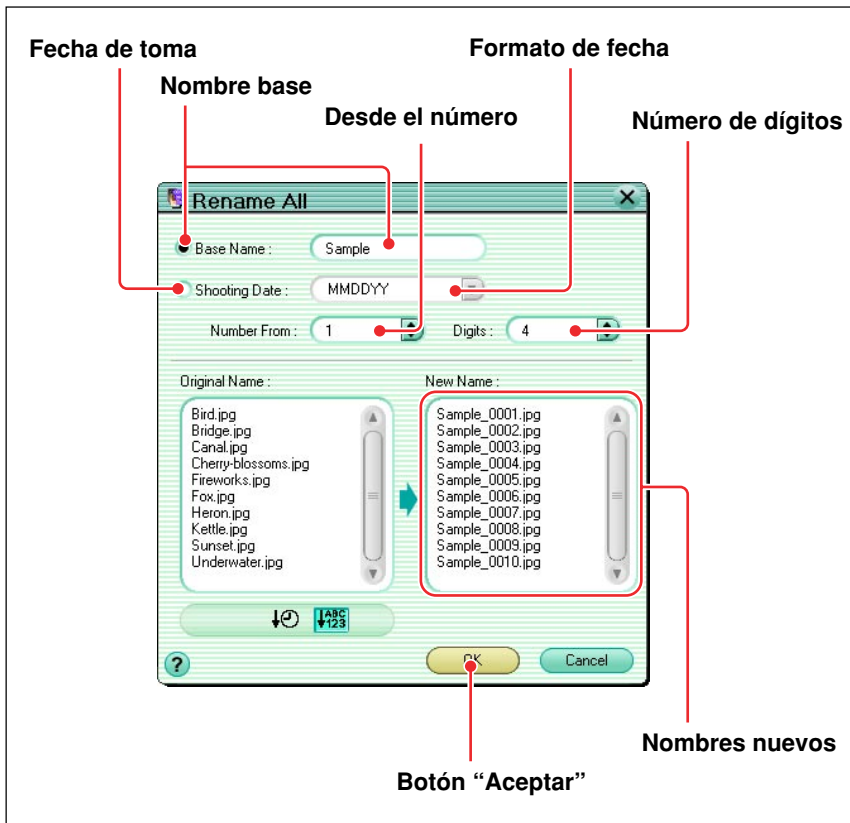 Fecha de toma
Formato de fecha
Nombre base
Desde el número
Número de dígitos
Rename All
Base Name :
Sample
Shooting Date :
MMDDYY
Number From :
1
Digits :
4
Original Name :
New Name :
Bird.jpg
Bridge.jpg
Canal.jpg
Cherry-blossoms.jpg
Fireworks.jpg
Fox.jpg
Heron.jpg
Kettle.jpg
Sunset.jpg
Underwater.jpg
Sample_0001.jpg
Sample_0002.jpg
Sample_0003.jpg
Sample_0004.jpg
Sample_0005.jpg
Sample_0006.jpg
Sample_0007.jpg
Sample_0008.jpg
Sample_0009.jpg
Sample_0010.jpg
ABC
123
?
OK
Cancel
Nombres nuevos
Botón “Aceptar”